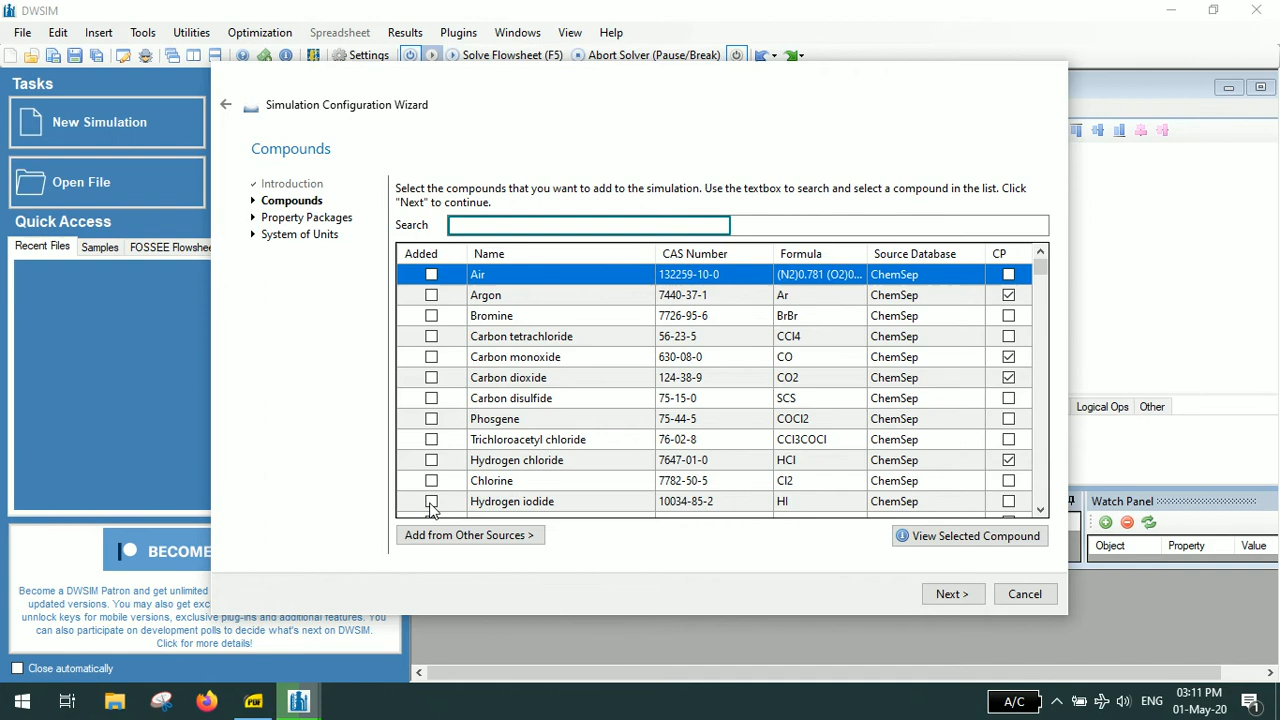 DWSIM
File Edit Insert Tools Utilities Optimization Spreadsheet Results Plugins Windows View Help
Settings Solve Flowsheet (F5) Abort Solver (Pause/Break)
Tasks
New Simulation
Open File
Quick Access
Recent Files Samples FOSSEE Flowshee
BECOME
Become a DWSIM Patron and get unlimited
updated versions. You may also get exc
unnlock keys for mobile versions, exclusive plug-ins and additional features. You
can also participate on development polls to decide what's next on DWSIM.
Click for more details!
Close automatically
Simulation Configuration Wizard
Compounds
Introduction
Compounds
Property Packages
System of Units
Select the compounds that you want to add to the simulation. Use the textbox to search and select a compound in the list. Click
"Next" to continue.
Search
Added Name CAS Number Formula Source Database CP
Air 132259-10-0 (N2)0.781 (O2)0... ChemSep
Argon 7440-37-1 Ar ChemSep
Bromine 7726-95-6 BrBr ChemSep
Carbon tetrachloride 56-23-5 CCl4 ChemSep
Carbon monoxide 630-08-0 CO ChemSep
Carbon dioxide 124-38-9 CO2 ChemSep
Carbon disulfide 75-15-0 SCS ChemSep
Phosgene 75-44-5 COCl2 ChemSep
Trichloroacetyl chloride 76-02-8 CCl3COCl ChemSep
Hydrogen chloride 7647-01-0 HCl ChemSep
Chlorine 7782-50-5 Cl2 ChemSep
Hydrogen iodide 10034-85-2 HI ChemSep
Add from Other Sources > View Selected Compound
Next > Cancel
Logical Ops Other
Watch Panel
Object Property Value
A/C ENG 03:11 PM
01-May-20